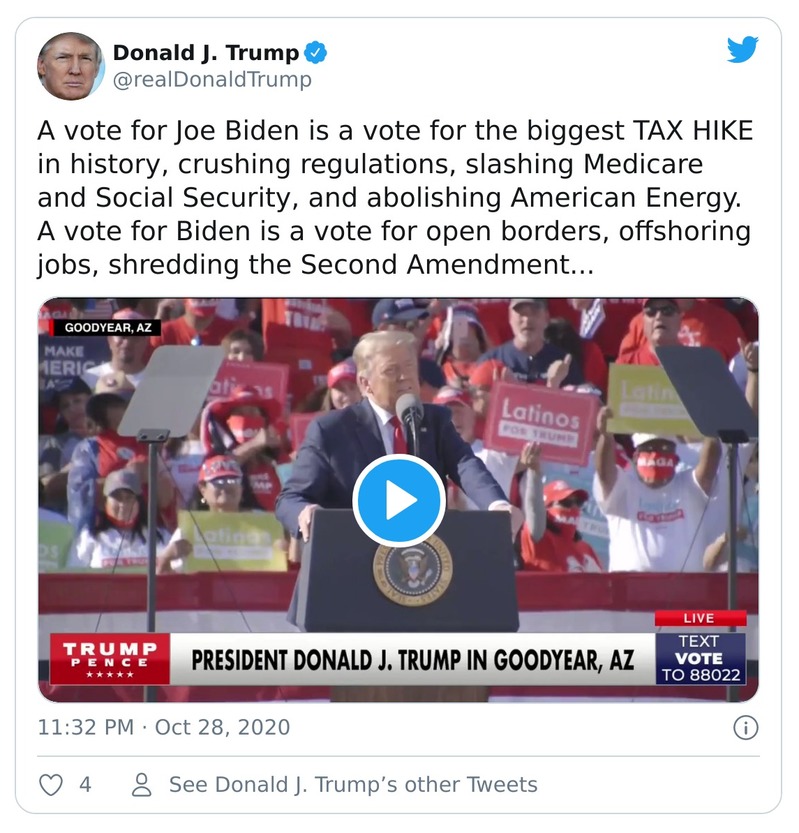 Donald J. Trump
@realDonaldTrump
A vote for Joe Biden is a vote for the biggest TAX HIKE
in history, crushing regulations, slashing Medicare
and Social Security, and abolishing American Energy.
A vote for Biden is a vote for open borders, offshoring
jobs, shredding the Second Amendment…
GOODYEAR, AZ
MAKE
Latinos
FOR TRUMP
MAGA
LIVE
TRUMP
PENCE
PRESIDENT DONALD J. TRUMP IN GOODYEAR, AZ
TEXT
VOTE
TO 88022
11:32 PM · Oct 28, 2020
4
See Donald J. Trump’s other Tweets